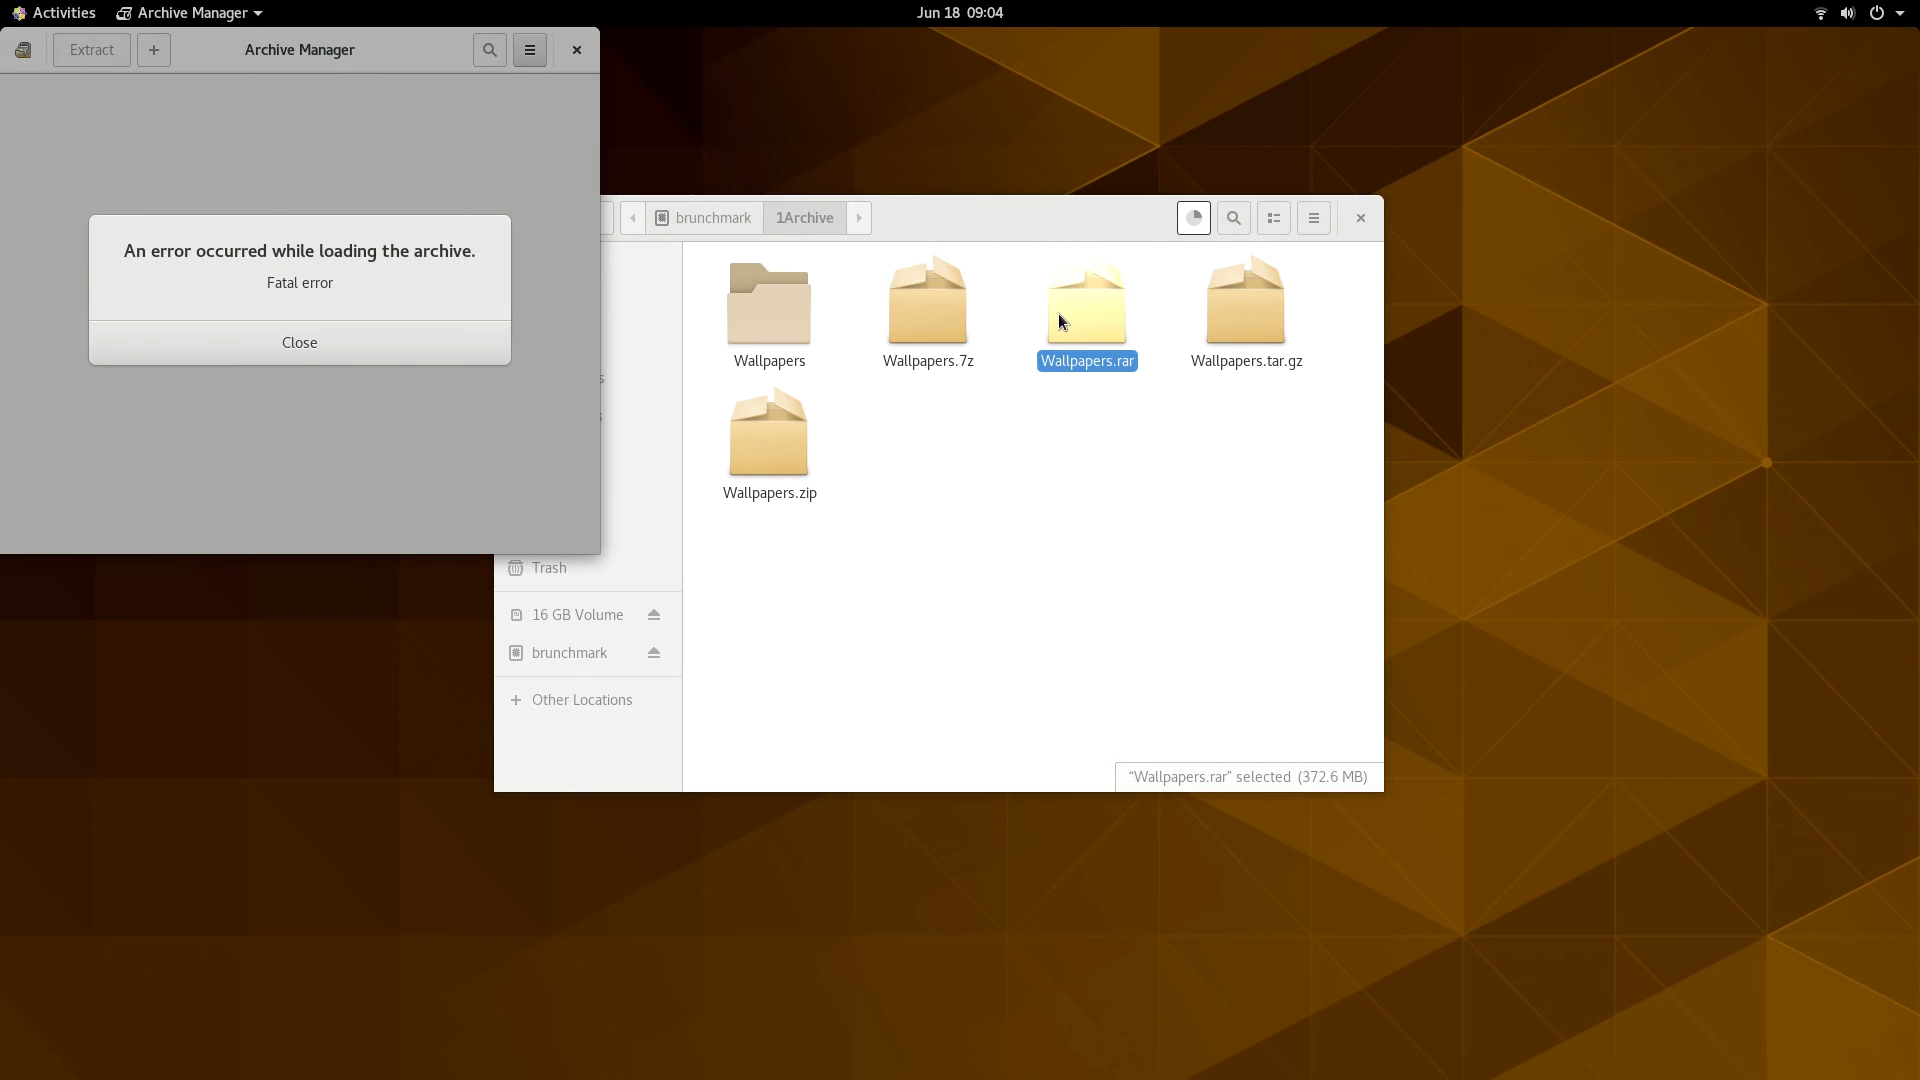 Activities
Archive Manager
Jun 18 09:04
Extract
Archive Manager
An error occurred while loading the archive.
Fatal error
Close
brunchmark
1Archive
Wallpapers
Wallpapers.7z
Wallpapers.rar
Wallpapers.tar.gz
Wallpapers.zip
Trash
16 GB Volume
brunchmark
Other Locations
“Wallpapers.rar” selected (372.6 MB)